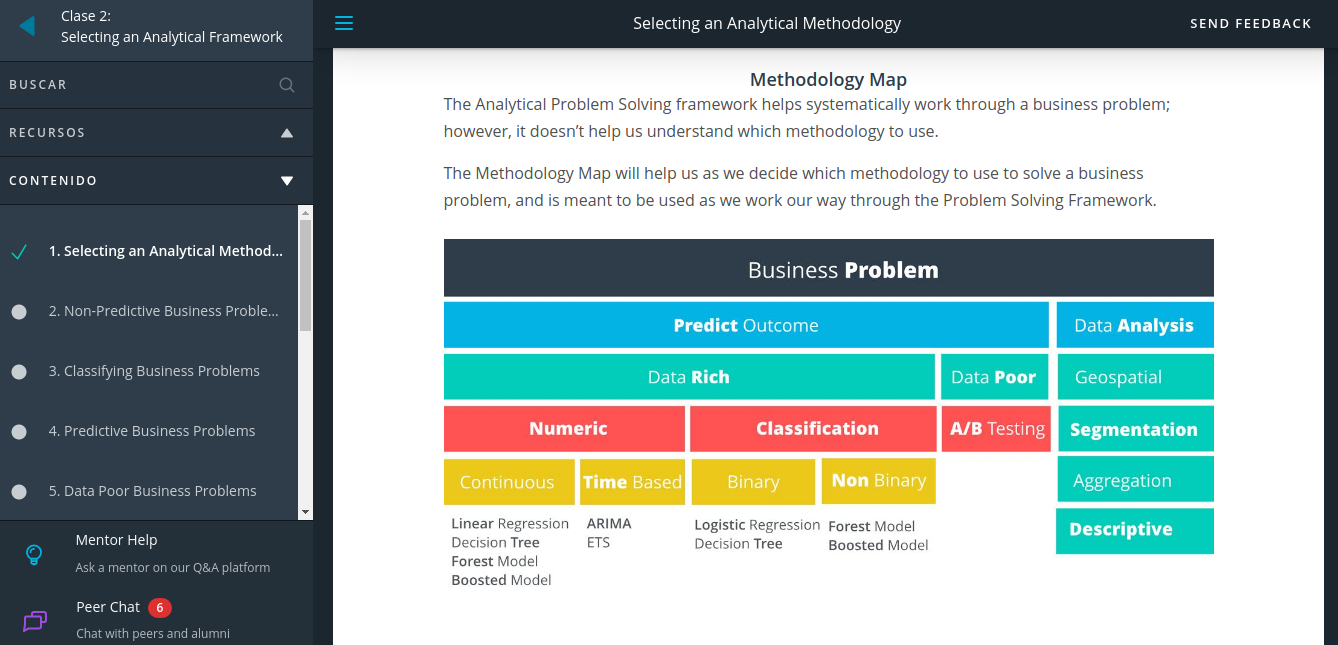 Clase 2:
Selecting an Analytical Framework
BUSCAR
RECURSOS
CONTENIDO
1. Selecting an Analytical Method...
2. Non-Predictive Business Proble...
3. Classifying Business Problems
4. Predictive Business Problems
5. Data Poor Business Problems
Mentor Help
Ask a mentor on our Q&A platform
Peer Chat 6
Chat with peers and alumni
Selecting an Analytical Methodology
SEND FEEDBACK
Methodology Map
The Analytical Problem Solving framework helps systematically work through a business problem;
however, it doesn’t help us understand which methodology to use.
The Methodology Map will help us as we decide which methodology to use to solve a business
problem, and is meant to be used as we work our way through the Problem Solving Framework.
Business Problem
Predict Outcome
Data Analysis
Data Rich
Data Poor
Geospatial
Numeric
Classification
A/B Testing
Segmentation
Continuous
Time Based
Binary
Non Binary
Aggregation
Linear Regression
Decision Tree
Forest Model
Boosted Model
ARIMA
ETS
Logistic Regression
Decision Tree
Forest Model
Boosted Model
Descriptive